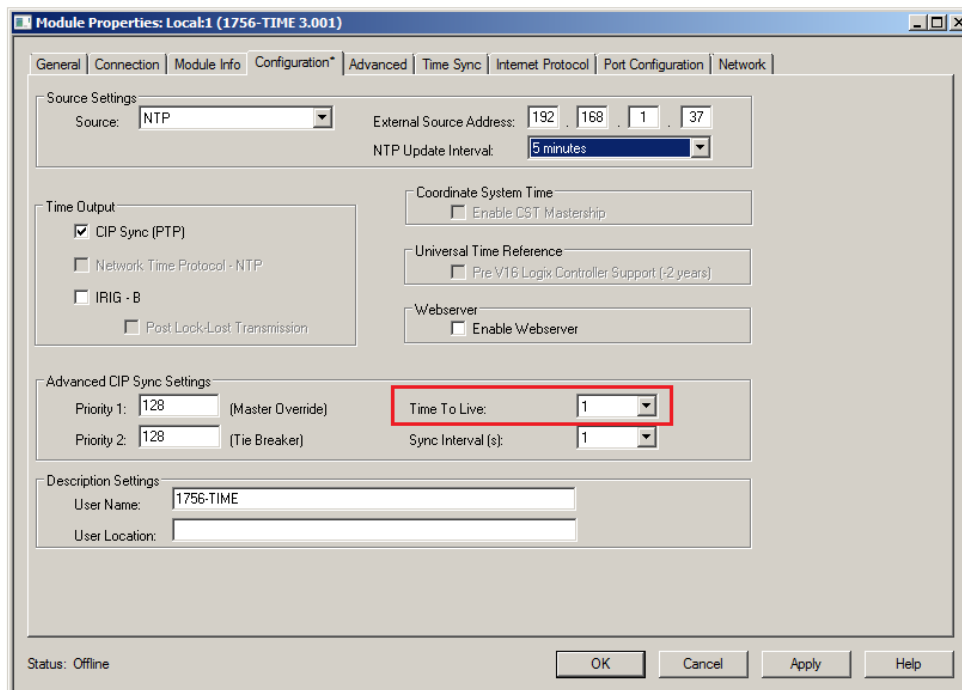 Module Properties: Local:1 (1756-TIME 3.001)
General Connection Module Info Configuration* Advanced Time Sync Internet Protocol Port Configuration Network
Source Settings
Source: NTP
External Source Address: 192 . 168 . 1 . 37
NTP Update Interval: 5 minutes
Time Output
CIP Sync (PTP)
Network Time Protocol - NTP
IRIG - B
Post Lock-Lost Transmission
Coordinate System Time
Enable CST Mastership
Universal Time Reference
Pre V16 Logix Controller Support (-2 years)
Webserver
Enable Webserver
Advanced CIP Sync Settings
Priority 1: 128 (Master Override)
Time To Live: 1
Priority 2: 128 (Tie Breaker)
Sync Interval (s): 1
Description Settings
User Name: 1756-TIME
User Location:
Status: Offline
OK Cancel Apply Help